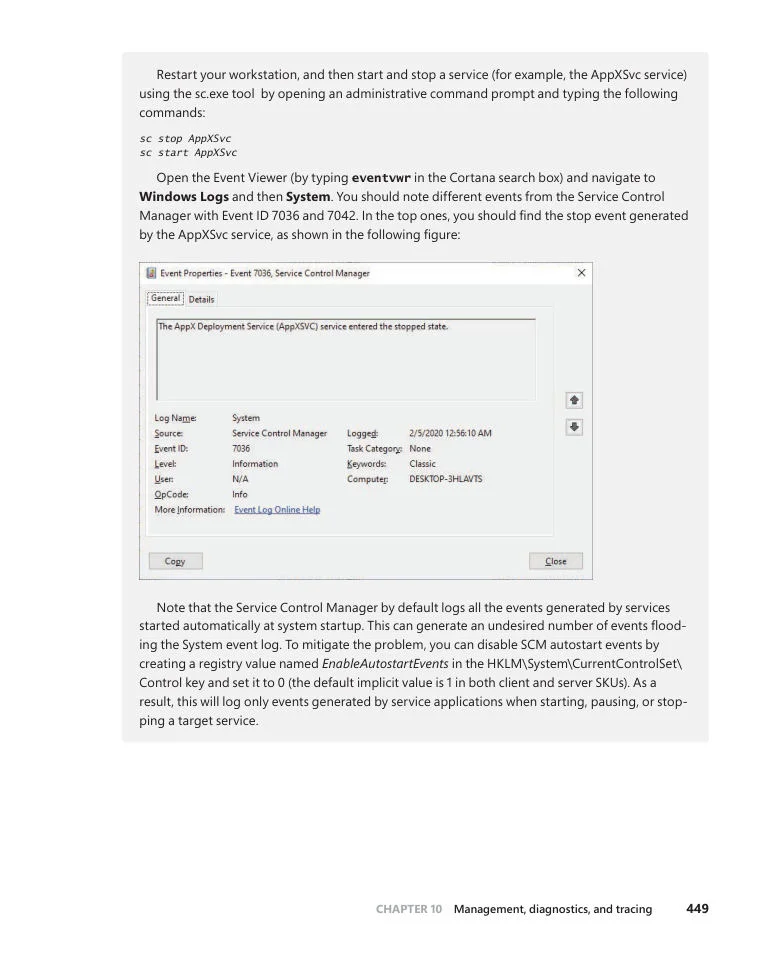 Restart your workstation, and then start and stop a service (for example, the AppXSvc service)
using the sc.exe tool by opening an administrative command prompt and typing the following
commands:
sc stop AppXSvc
sc start AppXSvc
Open the Event Viewer (by typing eventvwr in the Cortana search box) and navigate to
Windows Logs and then System. You should note different events from the Service Control
Manager with Event ID 7036 and 7042. In the top ones, you should find the stop event generated
by the AppXSvc service, as shown in the following figure:
Event Properties - Event 7036, Service Control Manager
General Details
The AppX Deployment Service (AppXSVC) service entered the stopped state.
Log Name: System
Source: Service Control Manager Logged: 2/5/2020 12:56:10 AM
Event ID: 7036 Task Category: None
Level: Information Keywords: Classic
User: N/A Computer: DESKTOP-3HLAVTS
OpCode: Info
More Information: Event Log Online Help
Copy Close
Note that the Service Control Manager by default logs all the events generated by services
started automatically at system startup. This can generate an undesired number of events flood-
ing the System event log. To mitigate the problem, you can disable SCM autostart events by
creating a registry value named EnableAutostartEvents in the HKLM\System\CurrentControlSet\
Control key and set it to 0 (the default implicit value is 1 in both client and server SKUs). As a
result, this will log only events generated by service applications when starting, pausing, or stop-
ping a target service.
CHAPTER 10 Management, diagnostics, and tracing 449